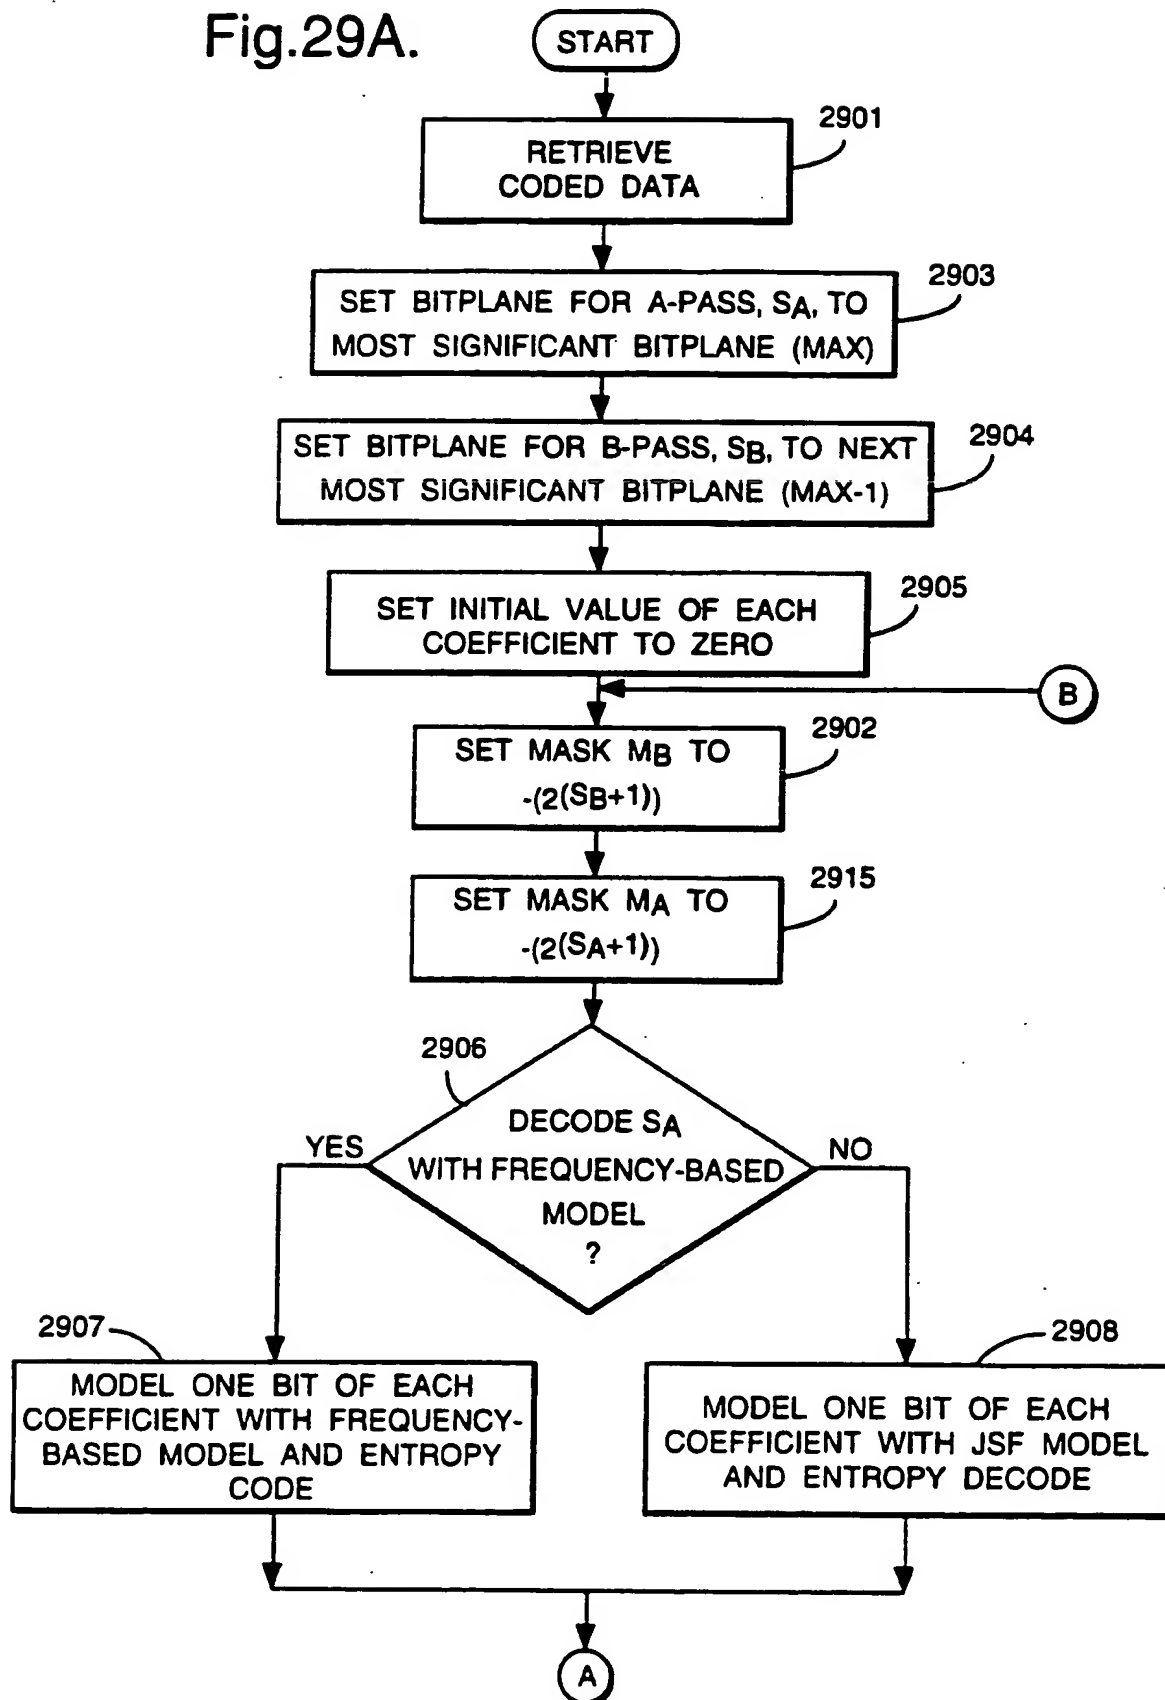 Fig.29A.
START
2901
RETRIEVE
CODED DATA
2903
SET BITPLANE FOR A-PASS, SA, TO
MOST SIGNIFICANT BITPLANE (MAX)
2904
SET BITPLANE FOR B-PASS, SB, TO NEXT
MOST SIGNIFICANT BITPLANE (MAX-1)
2905
SET INITIAL VALUE OF EACH
COEFFICIENT TO ZERO
B
2902
SET MASK MB TO
-(2(SB+1))
2915
SET MASK MA TO
-(2(SA+1))
2906
DECODE SA
WITH FREQUENCY-BASED
MODEL
?
YES
NO
2907
MODEL ONE BIT OF EACH
COEFFICIENT WITH FREQUENCY-
BASED MODEL AND ENTROPY
CODE
2908
MODEL ONE BIT OF EACH
COEFFICIENT WITH JSF MODEL
AND ENTROPY DECODE
A